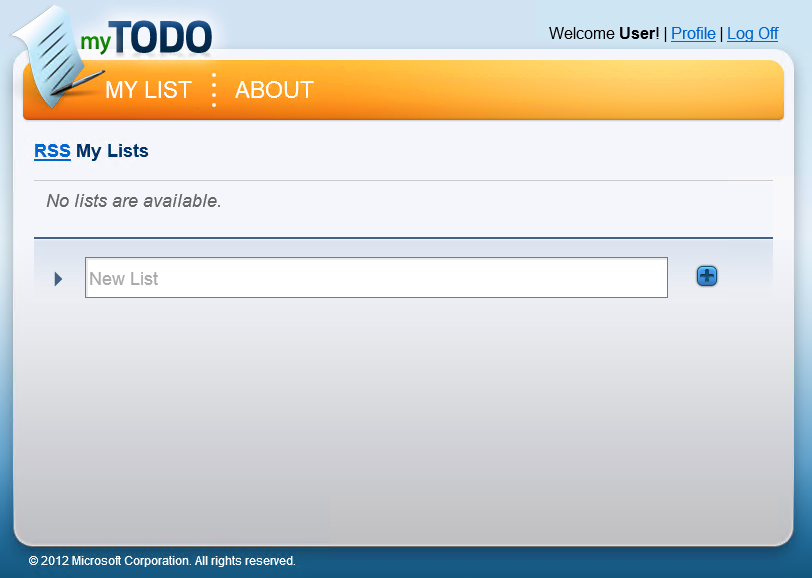 myTODO
Welcome User! | Profile | Log Off
MY LIST ABOUT
RSS My Lists
No lists are available.
New List
© 2012 Microsoft Corporation. All rights reserved.